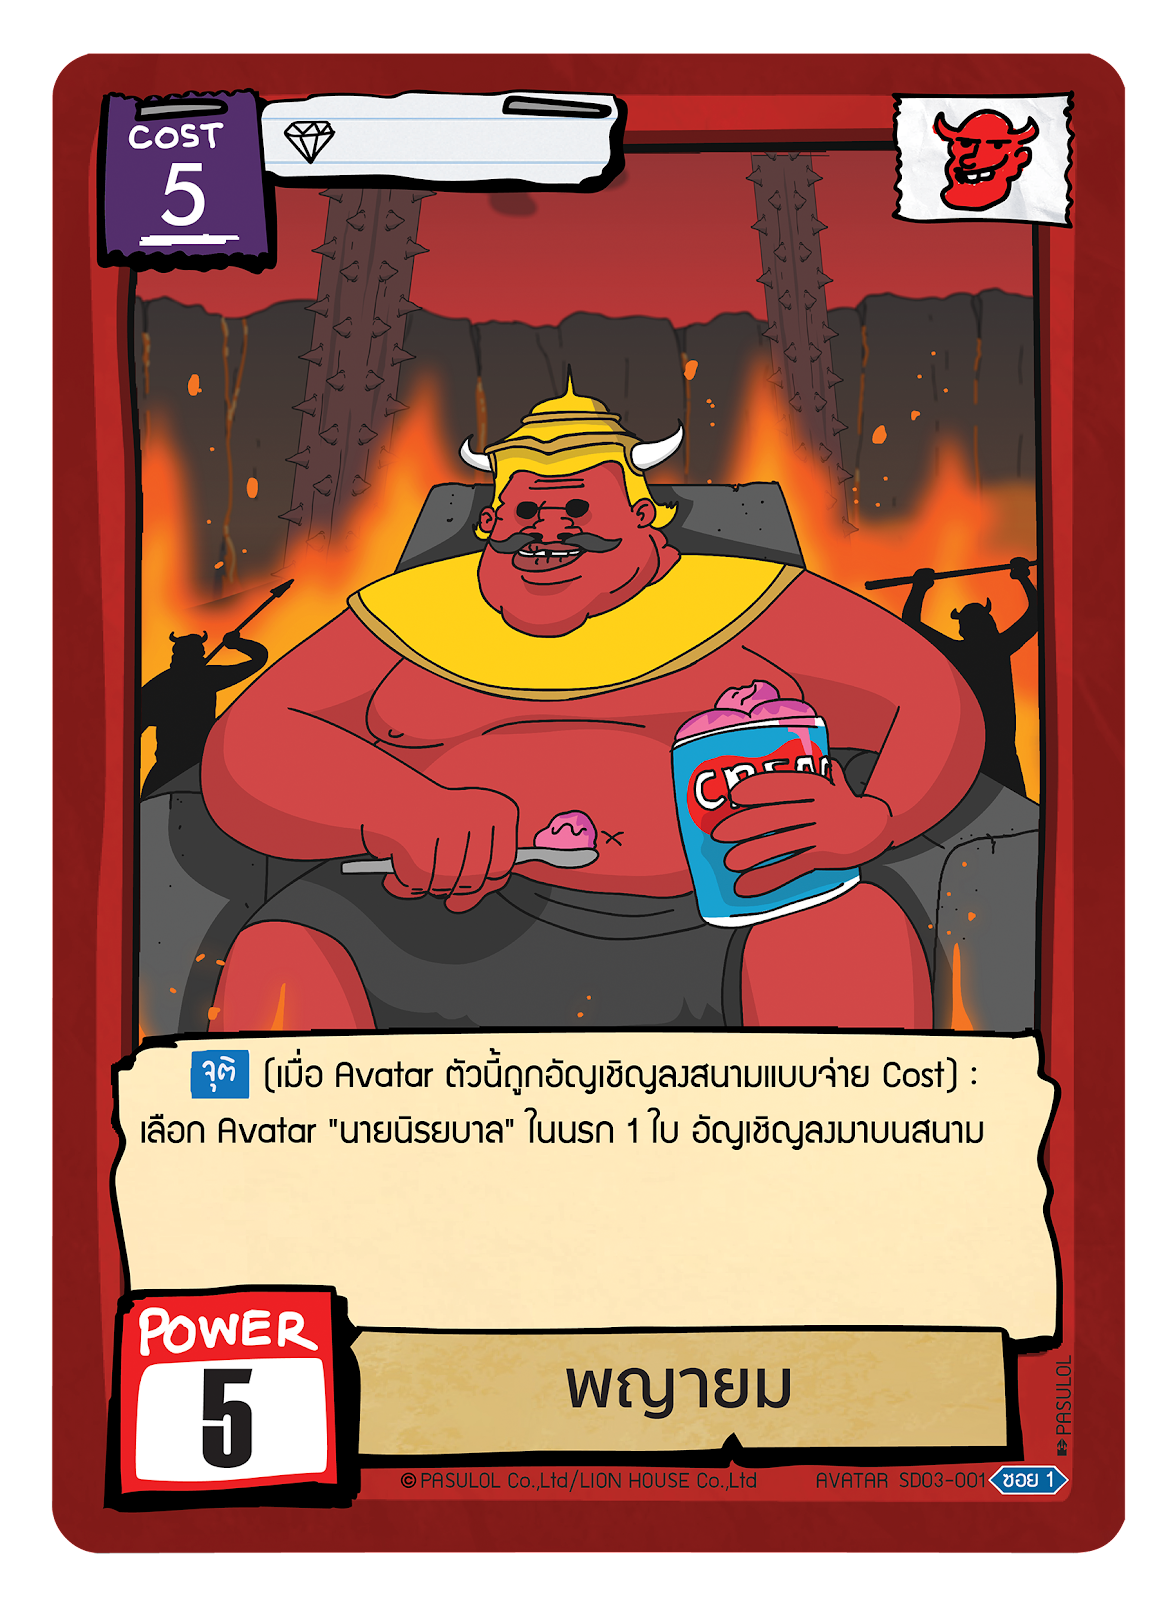 COST
5
CREA
จุติ (เมื่อ Avatar ตัวนี้ถูกอัญเชิญลงสนามแบบจ่าย Cost) :
เลือก Avatar "นายนิรยบาล" ในนรก 1 ใบ อัญเชิญลงมาบนสนาม
POWER
5
พญายม
PASULOL
© PASULOL Co.,Ltd/LION HOUSE Co.,Ltd
AVATAR SD03-001 ซอย 1